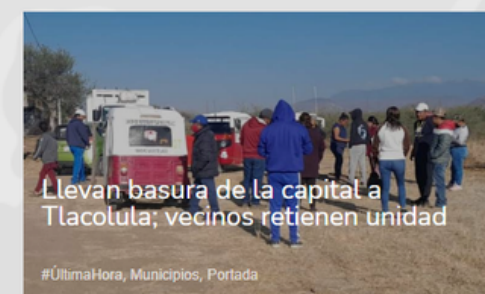 Llevan basura de la capital a
Tlacolula; vecinos retienen unidad
#ÚltimaHora, Municipios, Portada